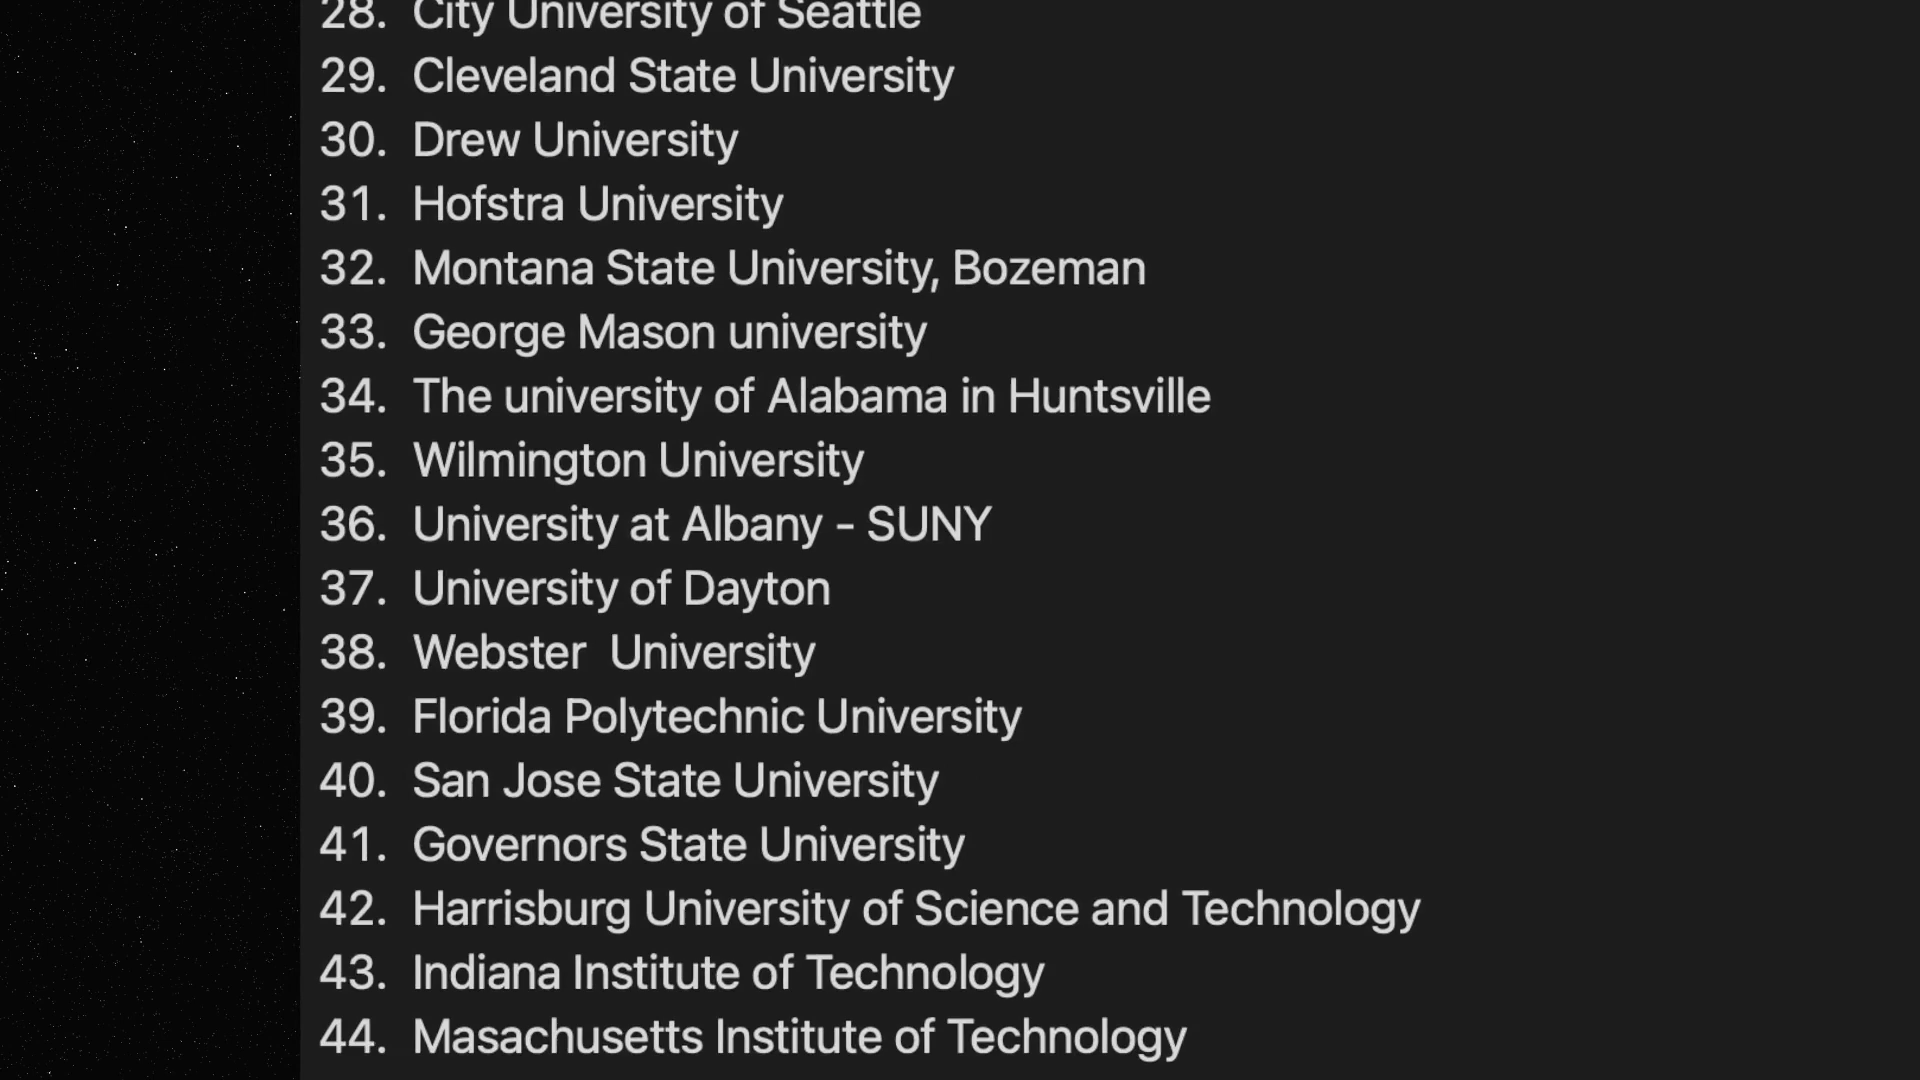 28. City University of Seattle
29. Cleveland State University
30. Drew University
31. Hofstra University
32. Montana State University, Bozeman
33. George Mason university
34. The university of Alabama in Huntsville
35. Wilmington University
36. University at Albany - SUNY
37. University of Dayton
38. Webster  University
39. Florida Polytechnic University
40. San Jose State University
41. Governors State University
42. Harrisburg University of Science and Technology
43. Indiana Institute of Technology
44. Masachusetts Institute of Technology